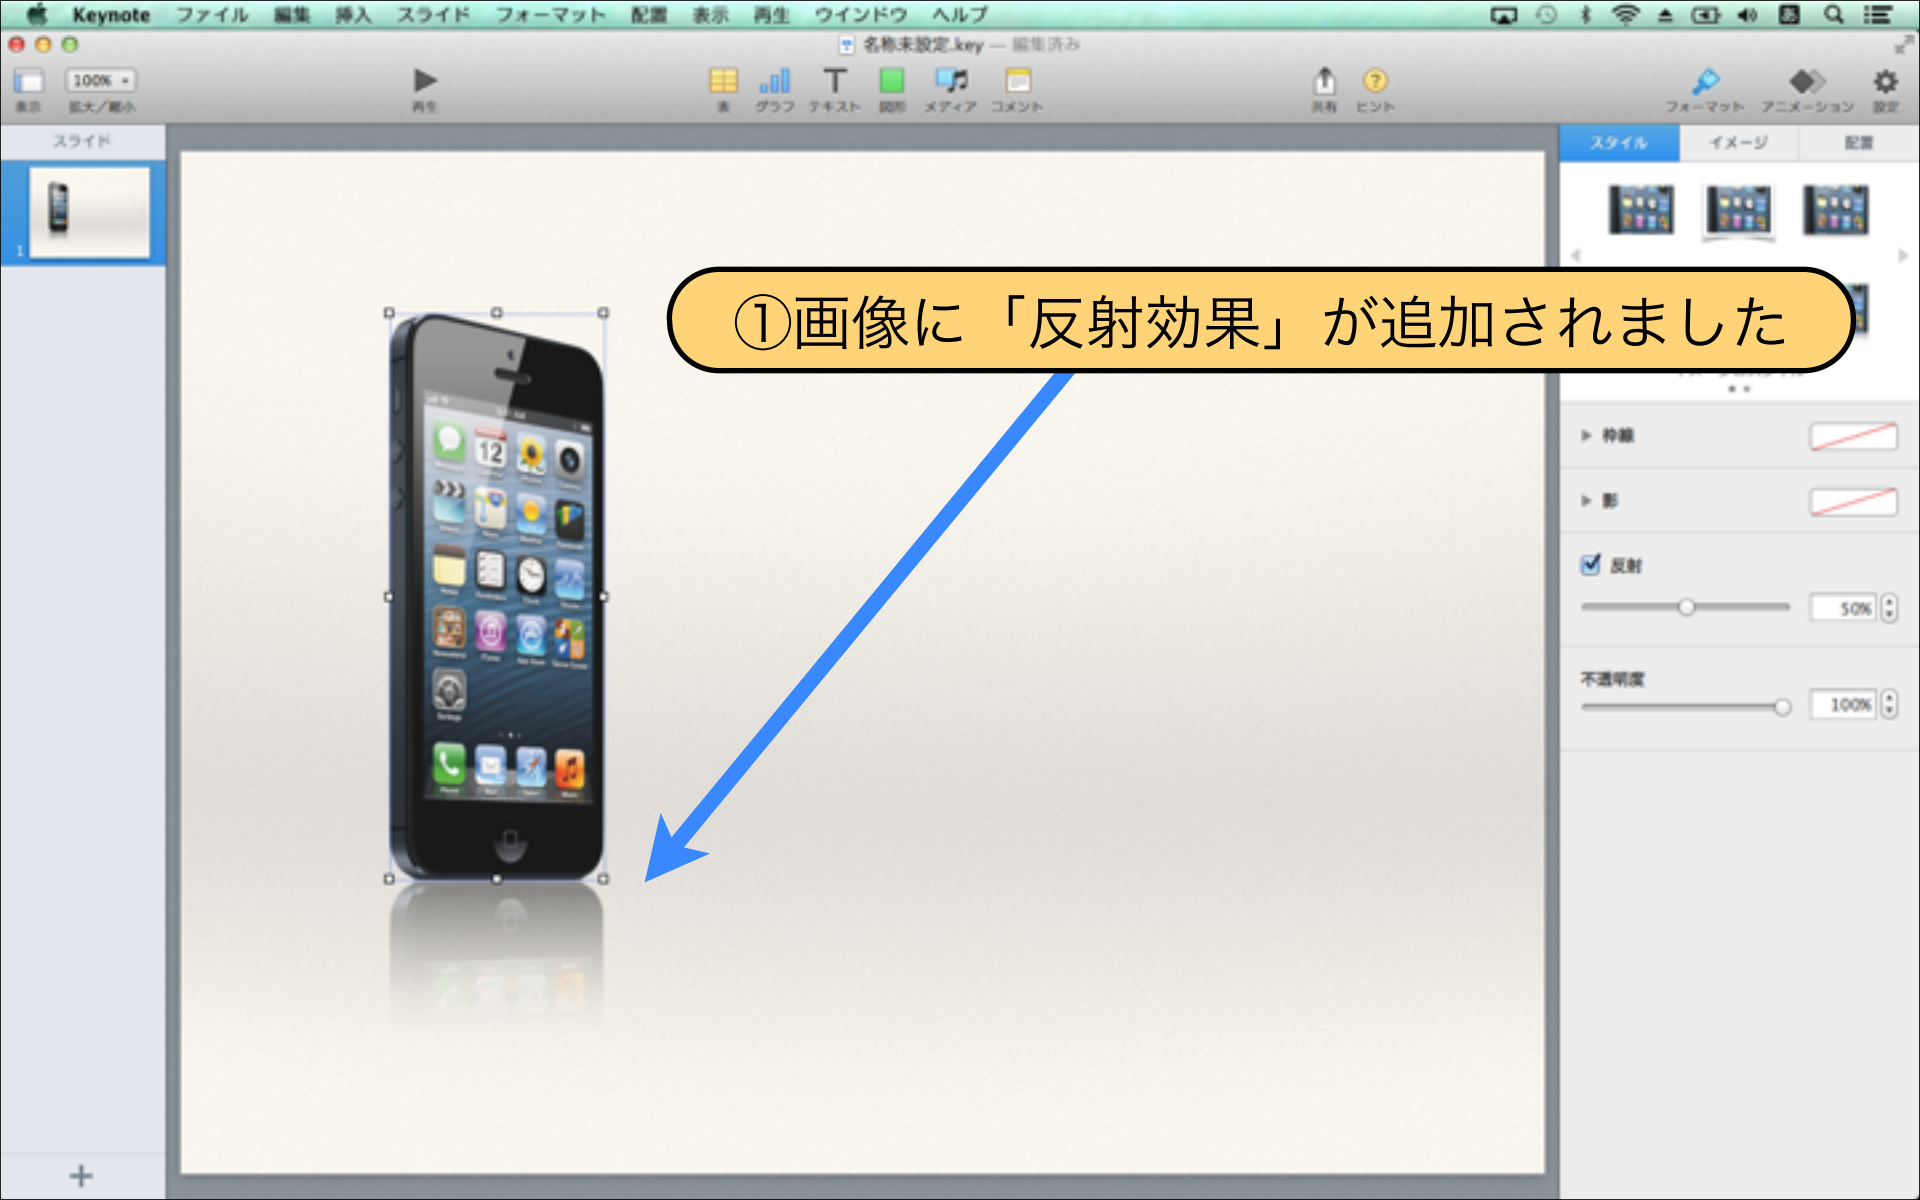 Keynote ファイル 編集 挿入 スライド フォーマット 配置 表示 再生 ウインドウ ヘルプ
名称未設定.key — 編集済み
100%
表示 拡大／縮小 再生 表 グラフ テキスト 図形 メディア コメント 共有 ヒント フォーマット アニメーション 設定
スライド
スタイル イメージ 配置
1
①画像に「反射効果」が追加されました
枠線
影
反射
50%
不透明度
100%
12